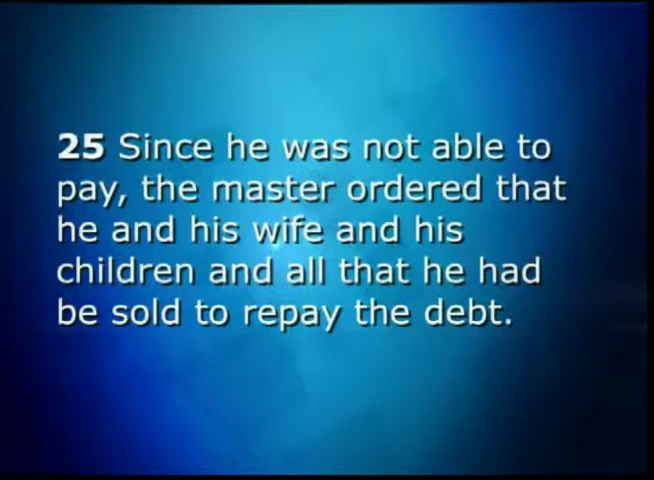 25 Since he was not able to
pay, the master ordered that
he and his wife and his
children and all that he had
be sold to repay the debt.